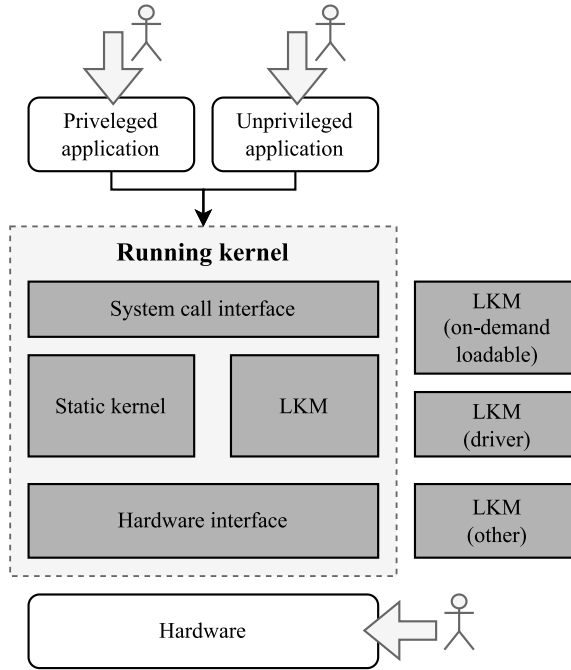 Priveleged
application
Unprivileged
application
Running kernel
System call interface
Static kernel
LKM
Hardware interface
LKM
(on-demand
loadable)
LKM
(driver)
LKM
(other)
Hardware